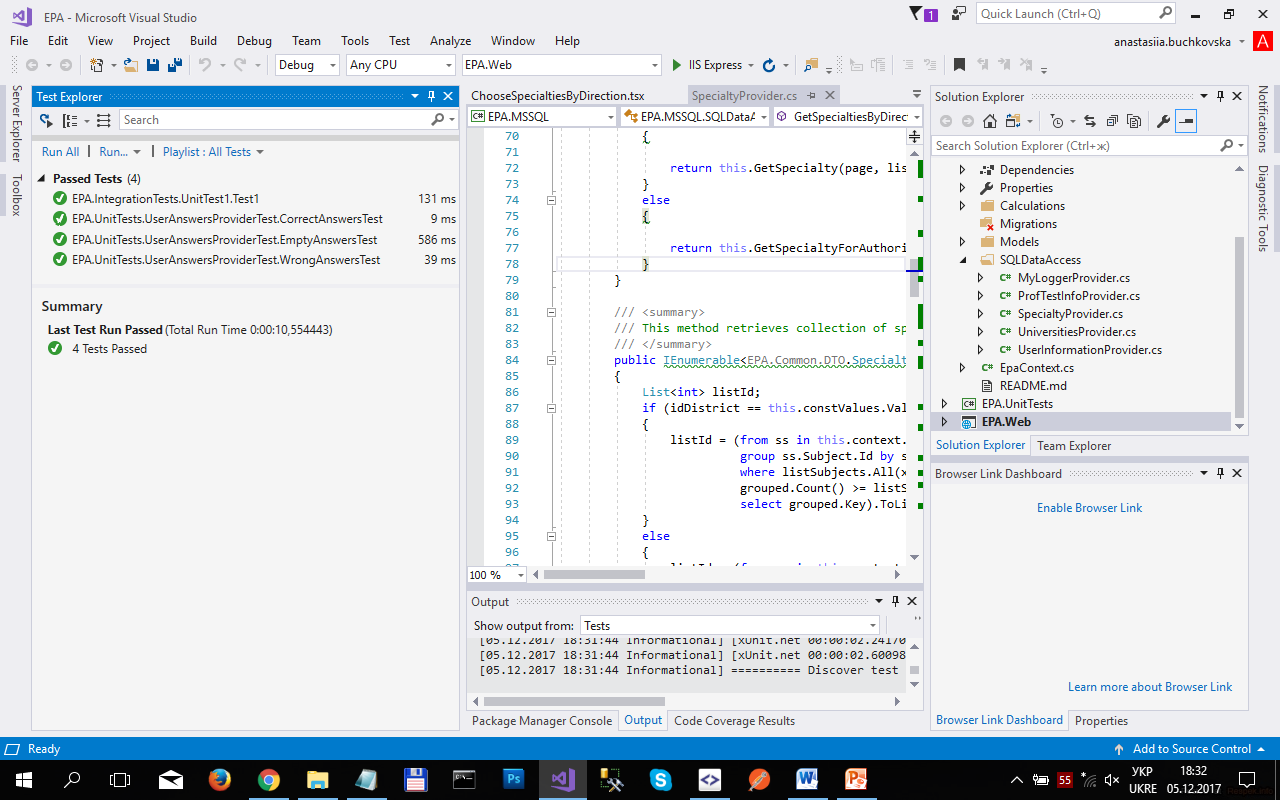 EPA - Microsoft Visual Studio
1
Quick Launch (Ctrl+Q)
File Edit View Project Build Debug Team Tools Test Analyze Window Help
anastasiia.buchkovska
A
Debug
Any CPU
EPA.Web
IIS Express
Server Explorer
Toolbox
Test Explorer
Search
Run All | Run... | Playlist : All Tests
Passed Tests (4)
EPA.IntegrationTests.UnitTest1.Test1 131 ms
EPA.UnitTests.UserAnswersProviderTest.CorrectAnswersTest 9 ms
EPA.UnitTests.UserAnswersProviderTest.EmptyAnswersTest 586 ms
EPA.UnitTests.UserAnswersProviderTest.WrongAnswersTest 39 ms
Summary
Last Test Run Passed (Total Run Time 0:00:10,554443)
4 Tests Passed
ChooseSpecialtiesByDirection.tsx
SpecialtyProvider.cs
EPA.MSSQL
EPA.MSSQL.SQLDataA
GetSpecialtiesByDirec
70 {
71
72 return this.GetSpecialty(page, lis
73 }
74 else
75 {
76
77 return this.GetSpecialtyForAuthori
78 }
79 }
80
81 /// <summary>
82 /// This method retrieves collection of sp
83 /// </summary>
84 public IEnumerable<EPA.Common.DTO.Specialt
85 {
86 List<int> listId;
87 if (idDistrict == this.constValues.Val
88 {
89 listId = (from ss in this.context.
90 group ss.Subject.Id by s
91 where listSubjects.All(x
92 grouped.Count() >= listS
93 select grouped.Key).ToLi
94 }
95 else
96 {
100 %
Output
Show output from: Tests
[05.12.2017 18:31:44 Informational] [xUnit.net 00:00:02.24170
[05.12.2017 18:31:44 Informational] [xUnit.net 00:00:02.60098
[05.12.2017 18:31:44 Informational] ========== Discover test
Package Manager Console
Output
Code Coverage Results
Solution Explorer
Search Solution Explorer (Ctrl+ж)
Dependencies
Properties
Calculations
Migrations
Models
SQLDataAccess
C# MyLoggerProvider.cs
C# ProfTestInfoProvider.cs
C# SpecialtyProvider.cs
C# UniversitiesProvider.cs
C# UserInformationProvider.cs
C# EpaContext.cs
README.md
C# EPA.UnitTests
EPA.Web
Solution Explorer
Team Explorer
Browser Link Dashboard
Enable Browser Link
Learn more about Browser Link
Browser Link Dashboard
Properties
Notifications
Diagnostic Tools
Ready
Add to Source Control
Ps
55
УКР
UKRE
18:32
05.12.2017